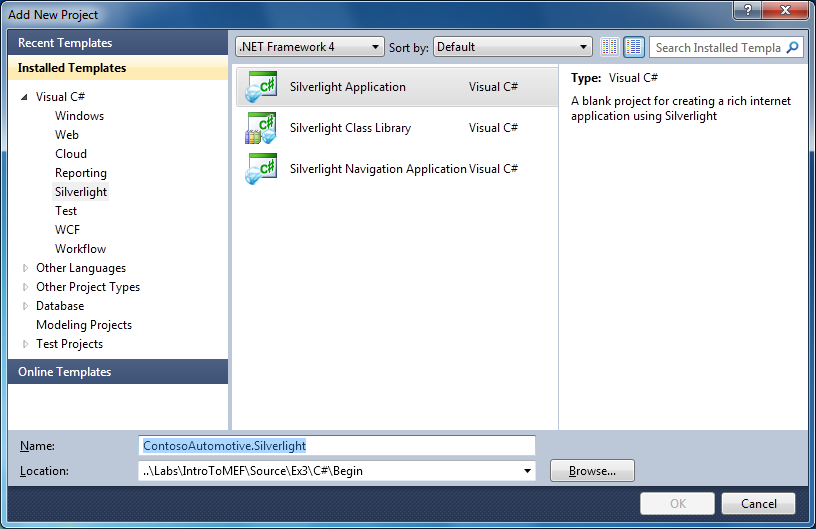 Add New Project
Recent Templates
Installed Templates
Visual C#
Windows
Web
Cloud
Reporting
Silverlight
Test
WCF
Workflow
Other Languages
Other Project Types
Database
Modeling Projects
Test Projects
Online Templates
.NET Framework 4
Sort by: Default
Search Installed Templa
Silverlight Application Visual C#
Silverlight Class Library Visual C#
Silverlight Navigation Application Visual C#
Type: Visual C#
A blank project for creating a rich internet
application using Silverlight
Name: ContosoAutomotive.Silverlight
Location: ..\Labs\IntroToMEF\Source\Ex3\C#\Begin
Browse...
OK
Cancel